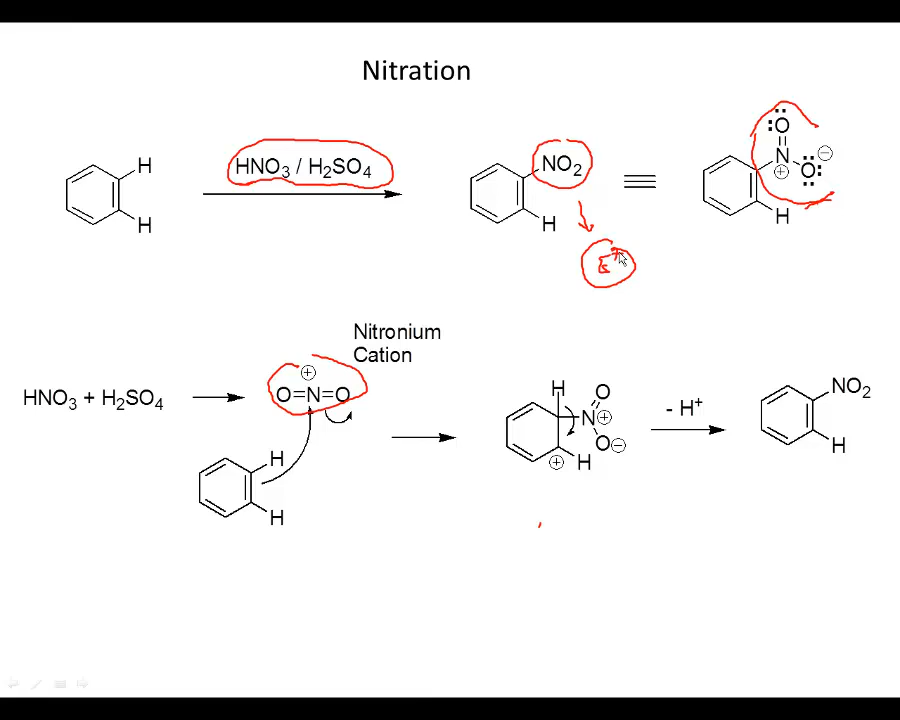 Nitration
H
H
HNO3 / H2SO4
NO2
H
O
N
⊕
O
⊖
H
E+
Nitronium
Cation
HNO3 + H2SO4
⊕
O=N=O
H
H
H
O
N
⊕
O
⊖
⊕
H
- H+
NO2
H